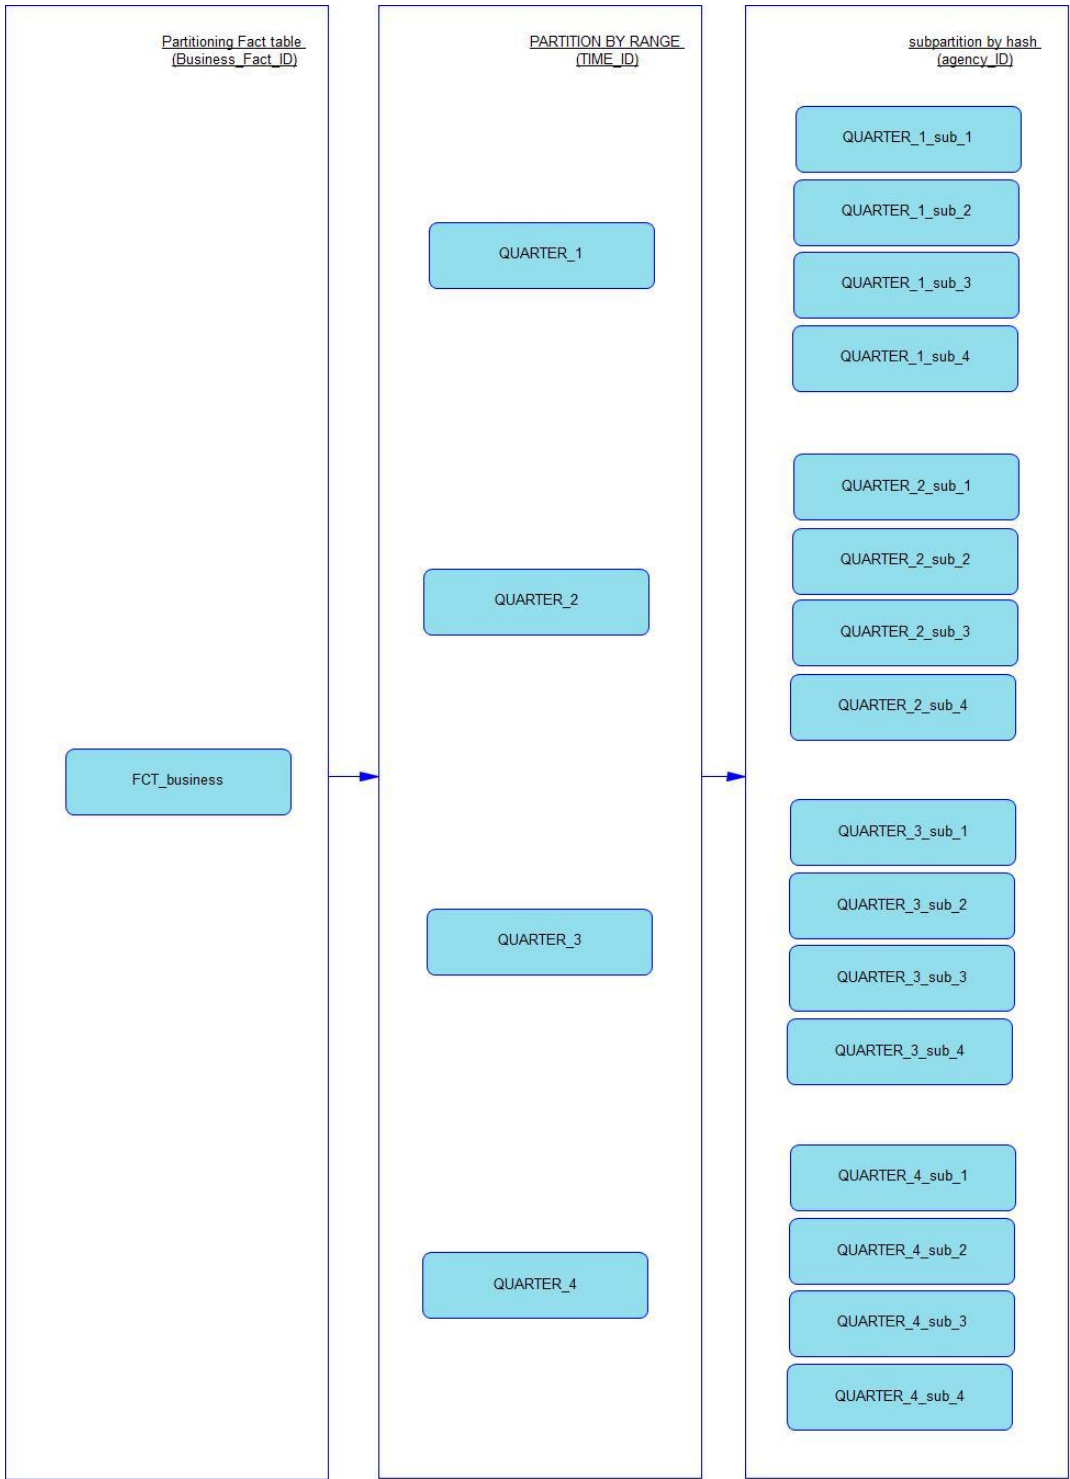 Partitioning Fact table
(Business_Fact_ID)
FCT_business
PARTITION BY RANGE
(TIME_ID)
QUARTER_1
QUARTER_2
QUARTER_3
QUARTER_4
subpartition by hash
(agency_ID)
QUARTER_1_sub_1
QUARTER_1_sub_2
QUARTER_1_sub_3
QUARTER_1_sub_4
QUARTER_2_sub_1
QUARTER_2_sub_2
QUARTER_2_sub_3
QUARTER_2_sub_4
QUARTER_3_sub_1
QUARTER_3_sub_2
QUARTER_3_sub_3
QUARTER_3_sub_4
QUARTER_4_sub_1
QUARTER_4_sub_2
QUARTER_4_sub_3
QUARTER_4_sub_4